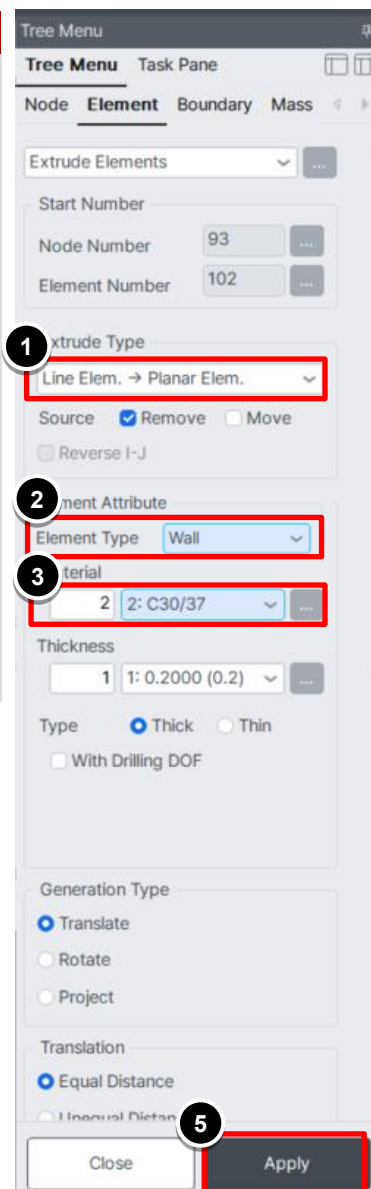 Tree Menu
Tree Menu Task Pane
Node Element Boundary Mass
Extrude Elements ...
Start Number
Node Number 93 ...
Element Number 102 ...
1 xtrude Type
Line Elem. → Planar Elem.
Source Remove Move
Reverse I-J
2 ment Attribute
Element Type Wall
3 terial
2 2: C30/37 ...
Thickness
1 1: 0.2000 (0.2) ...
Type Thick Thin
With Drilling DOF
Generation Type
Translate
Rotate
Project
Translation
Equal Distance
Unequal Distan
5
Close Apply